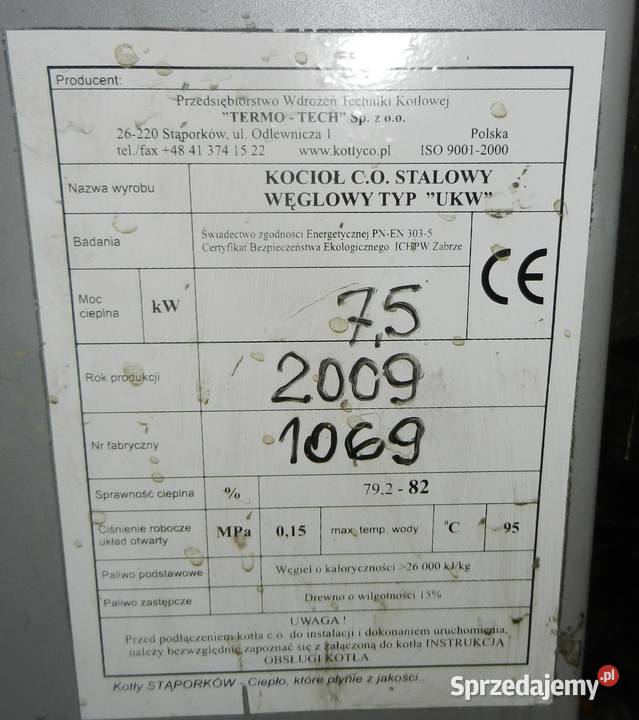 Producent:
Przedsiębiorstwo Wdrożeń Techniki Kotłowej
"TERMO - TECH" Sp. z o.o.
26-220 Stąporków, ul. Odlewnicza 1 Polska
tel./fax +48 41 374 15 22 www.kotlyco.pl ISO 9001-2000
Nazwa wyrobu KOCIOŁ C.O. STALOWY
WĘGLOWY TYP "UKW"
Badania Świadectwo zgodności Energetycznej PN-EN 303-5
Certyfikat Bezpieczeństwa Ekologicznego ICHPW Zabrze
CE
Moc cieplna kW 7,5
Rok produkcji 2009
Nr fabryczny 1069
Sprawność cieplna % 79,2 - 82
Ciśnienie robocze układ otwarty MPa 0,15 max. temp. wody °C 95
Paliwo podstawowe Węgiel o kaloryczności >26 000 kJ/kg
Paliwo zastępcze Drewno o wilgotności 15%
UWAGA !
Przed podłączeniem kotła c.o. do instalacji i dokonaniem uruchomienia,
należy bezwzględnie zapoznać się z załączoną do kotła INSTRUKCJĄ
OBSŁUGI KOTŁA
Kotły STĄPORKÓW - Ciepło, które płynie z jakości..
Sprzedajemy.pl